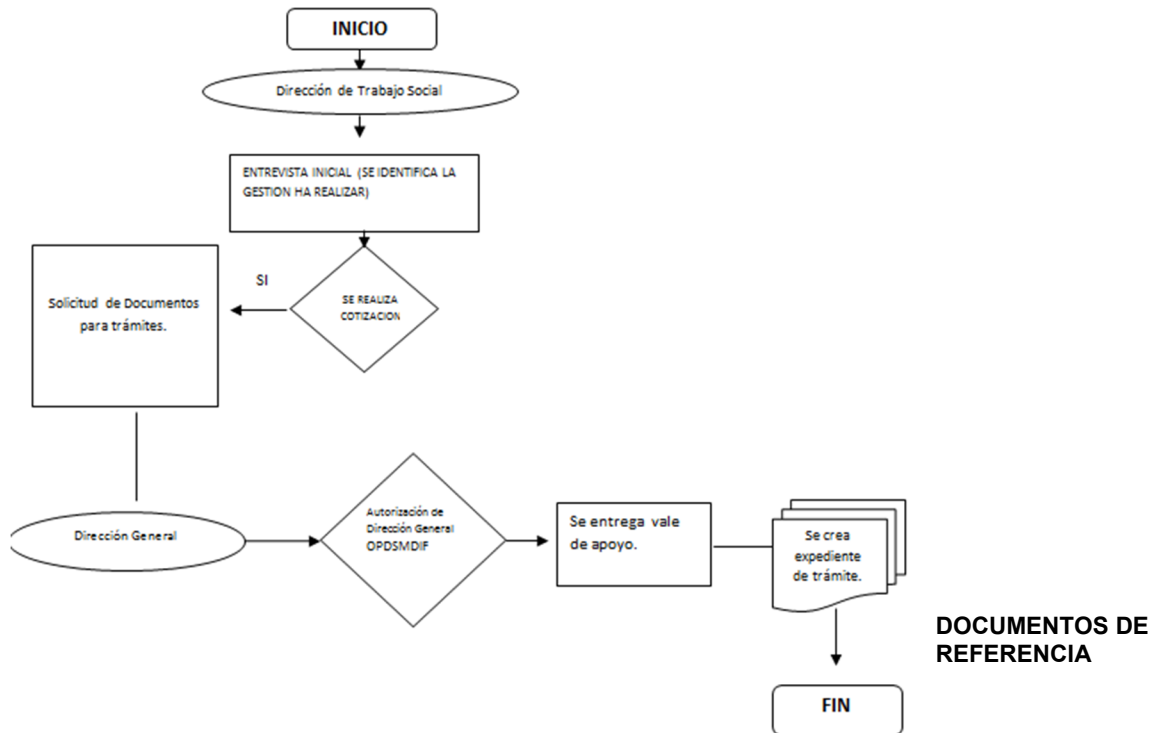 INICIO
Dirección de Trabajo Social
ENTREVISTA INICIAL (SE IDENTIFICA LA
GESTION HA REALIZAR)
SE REALIZA
COTIZACION
SI
Solicitud de Documentos
para trámites.
Dirección General
Autorización de
Dirección General
OPDSMDIF
Se entrega vale
de apoyo.
Se crea
expediente
de trámite.
DOCUMENTOS DE
REFERENCIA
FIN